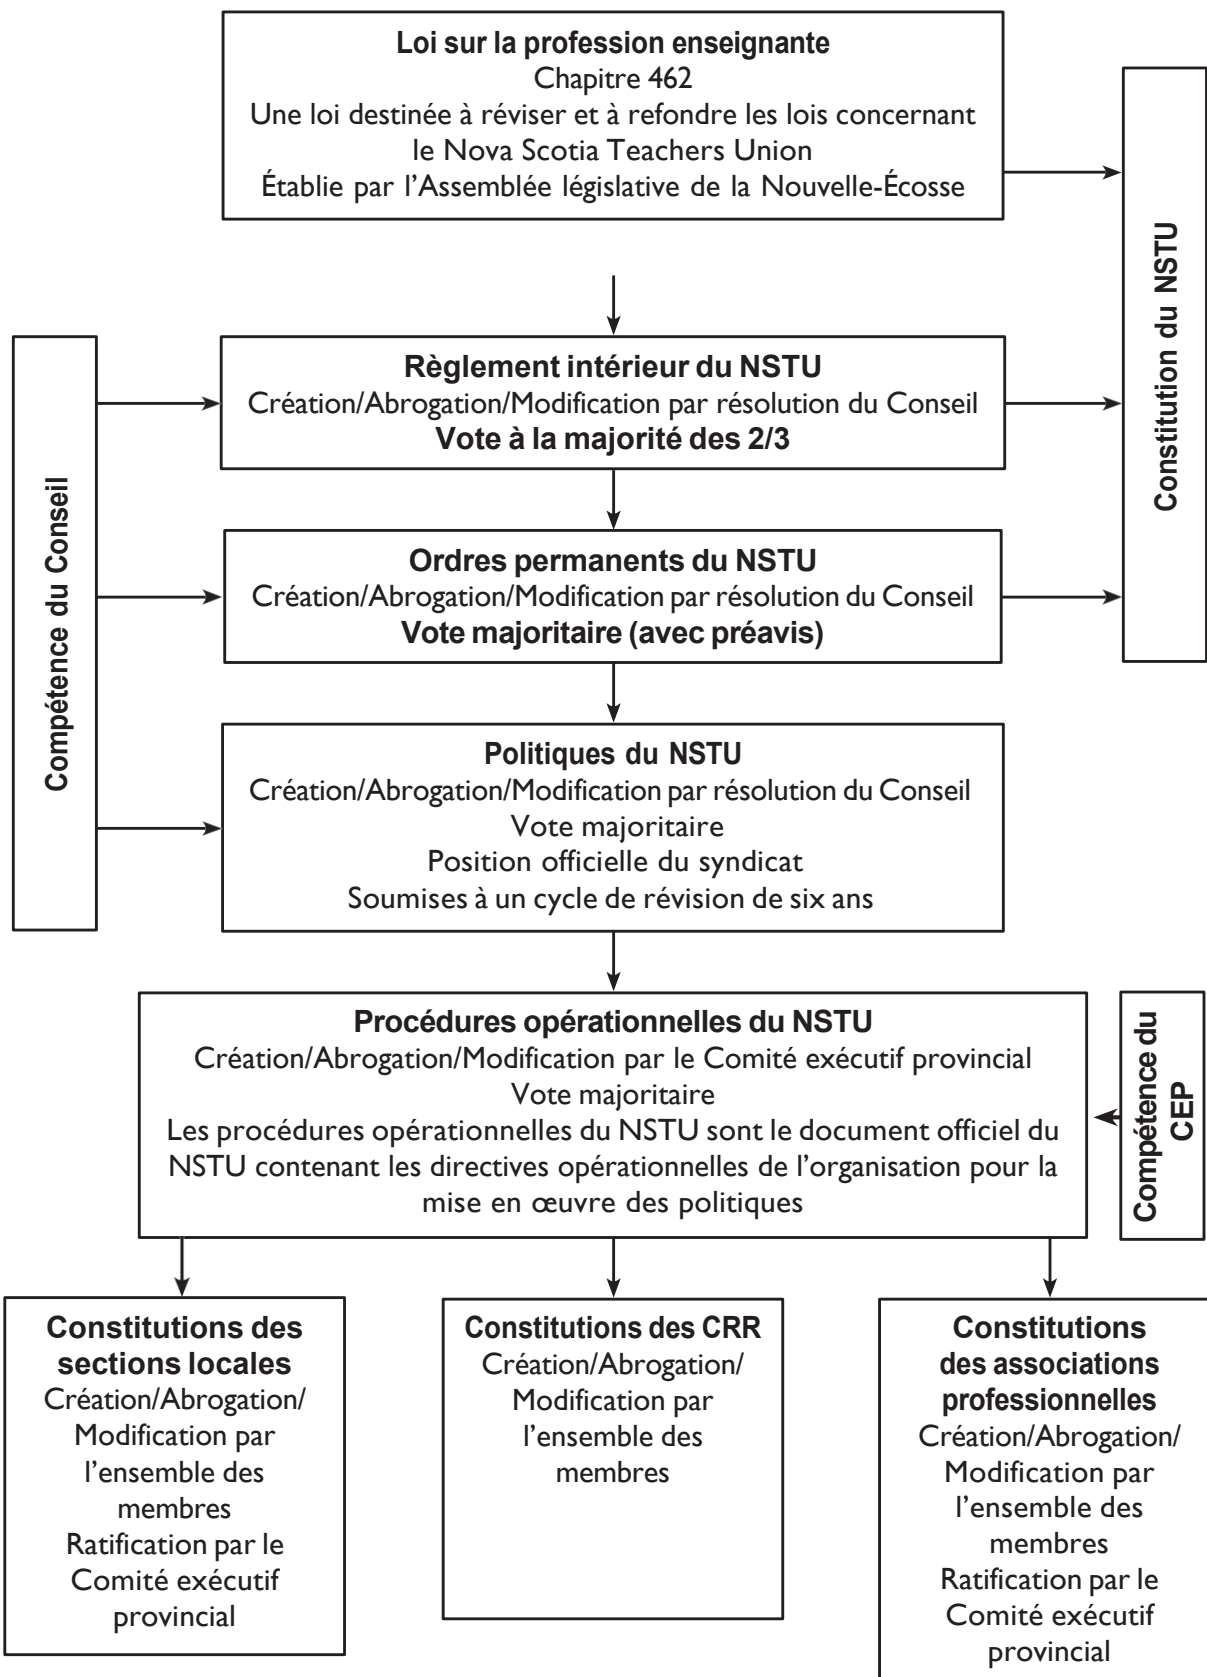 Loi sur la profession enseignante
Chapitre 462
Une loi destinée à réviser et à refondre les lois concernant
le Nova Scotia Teachers Union
Établie par l’Assemblée législative de la Nouvelle-Écosse
Constitution du NSTU
Compétence du Conseil
Règlement intérieur du NSTU
Création/Abrogation/Modification par résolution du Conseil
Vote à la majorité des 2/3
Ordres permanents du NSTU
Création/Abrogation/Modification par résolution du Conseil
Vote majoritaire (avec préavis)
Politiques du NSTU
Création/Abrogation/Modification par résolution du Conseil
Vote majoritaire
Position officielle du syndicat
Soumises à un cycle de révision de six ans
Procédures opérationnelles du NSTU
Création/Abrogation/Modification par le Comité exécutif provincial
Vote majoritaire
Les procédures opérationnelles du NSTU sont le document officiel du
NSTU contenant les directives opérationnelles de l’organisation pour la
mise en œuvre des politiques
Compétence du
CEP
Constitutions des
sections locales
Création/Abrogation/
Modification par
l’ensemble des
membres
Ratification par le
Comité exécutif
provincial
Constitutions des CRR
Création/Abrogation/
Modification par
l’ensemble des
membres
Constitutions
des associations
professionnelles
Création/Abrogation/
Modification par
l’ensemble des
membres
Ratification par le
Comité exécutif
provincial